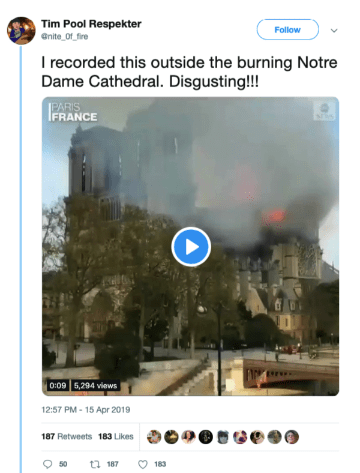 Tim Pool Respekter
@nite_0f_fire
Follow
I recorded this outside the burning Notre
Dame Cathedral. Disgusting!!!
PARIS
FRANCE
0:09 5,294 views
12:57 PM - 15 Apr 2019
187 Retweets 183 Likes
50 187 183